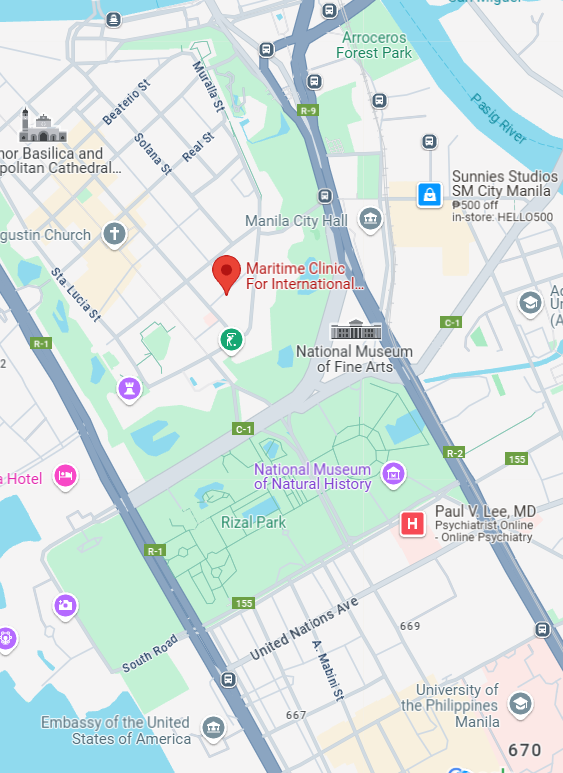 San Miguel
Arroceros
Forest Park
Muralla St
Beaterio St
R-9
Pasig River
Solana St
Real St
nor Basilica and
politan Cathedral...
Sunnies Studios
SM City Manila
₱500 off
in-store: HELLO500
Manila City Hall
gustin Church
Maritime Clinic
For International...
Sta. Lucia St
C-1
R-1
National Museum
of Fine Arts
2
C-1
R-2
155
a Hotel
National Museum
of Natural History
H
Paul V. Lee, MD
Psychiatrist Online
- Online Psychiatry
Rizal Park
R-1
155
United Nations Ave
669
South Road
A. Mabini St
University of
the Philippines
Manila
667
Embassy of the United
States of America
670